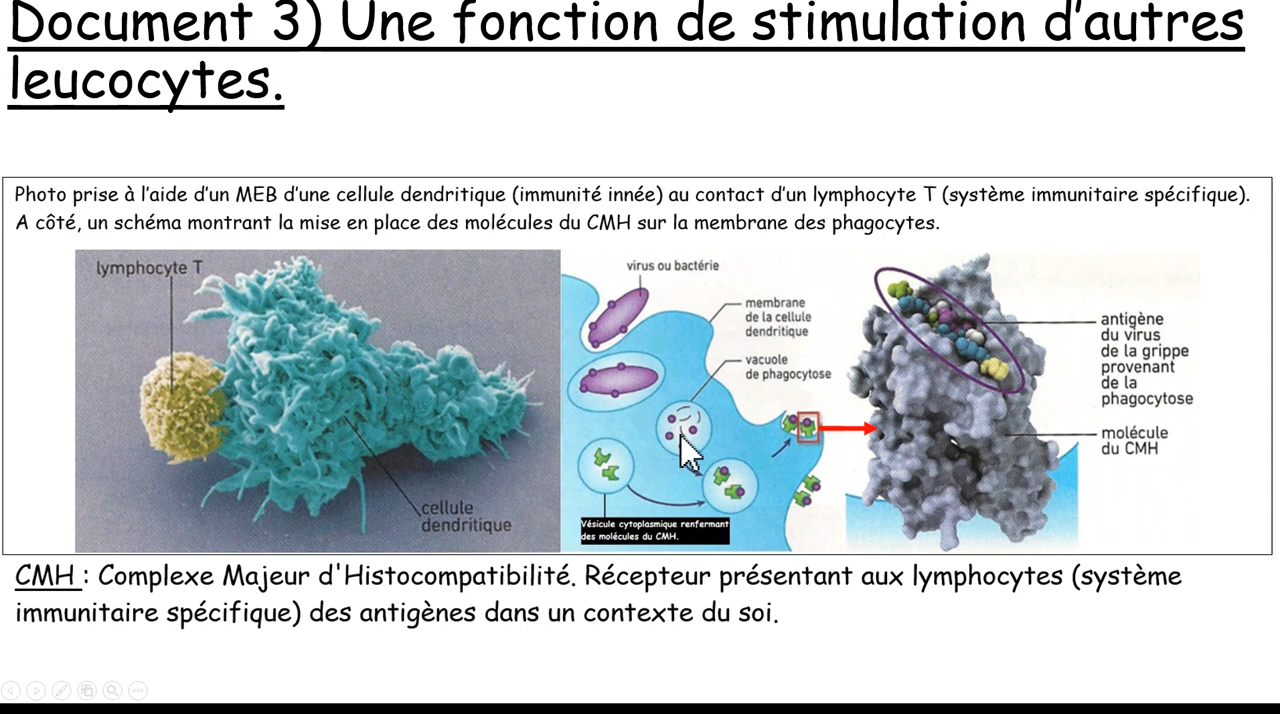 Document 3) Une fonction de stimulation d'autres
leucocytes.
Photo prise à l'aide d'un MEB d'une cellule dendritique (immunité innée) au contact d'un lymphocyte T (système immunitaire spécifique).
A côté, un schéma montrant la mise en place des molécules du CMH sur la membrane des phagocytes.
lymphocyte T
cellule
dendritique
virus ou bactérie
membrane
de la cellule
dendritique
vacuole
de phagocytose
Vésicule cytoplasmique renfermant
des molécules du CMH.
antigène
du virus
de la grippe
provenant
de la
phagocytose
molécule
du CMH
CMH : Complexe Majeur d'Histocompatibilité. Récepteur présentant aux lymphocytes (système
immunitaire spécifique) des antigènes dans un contexte du soi.